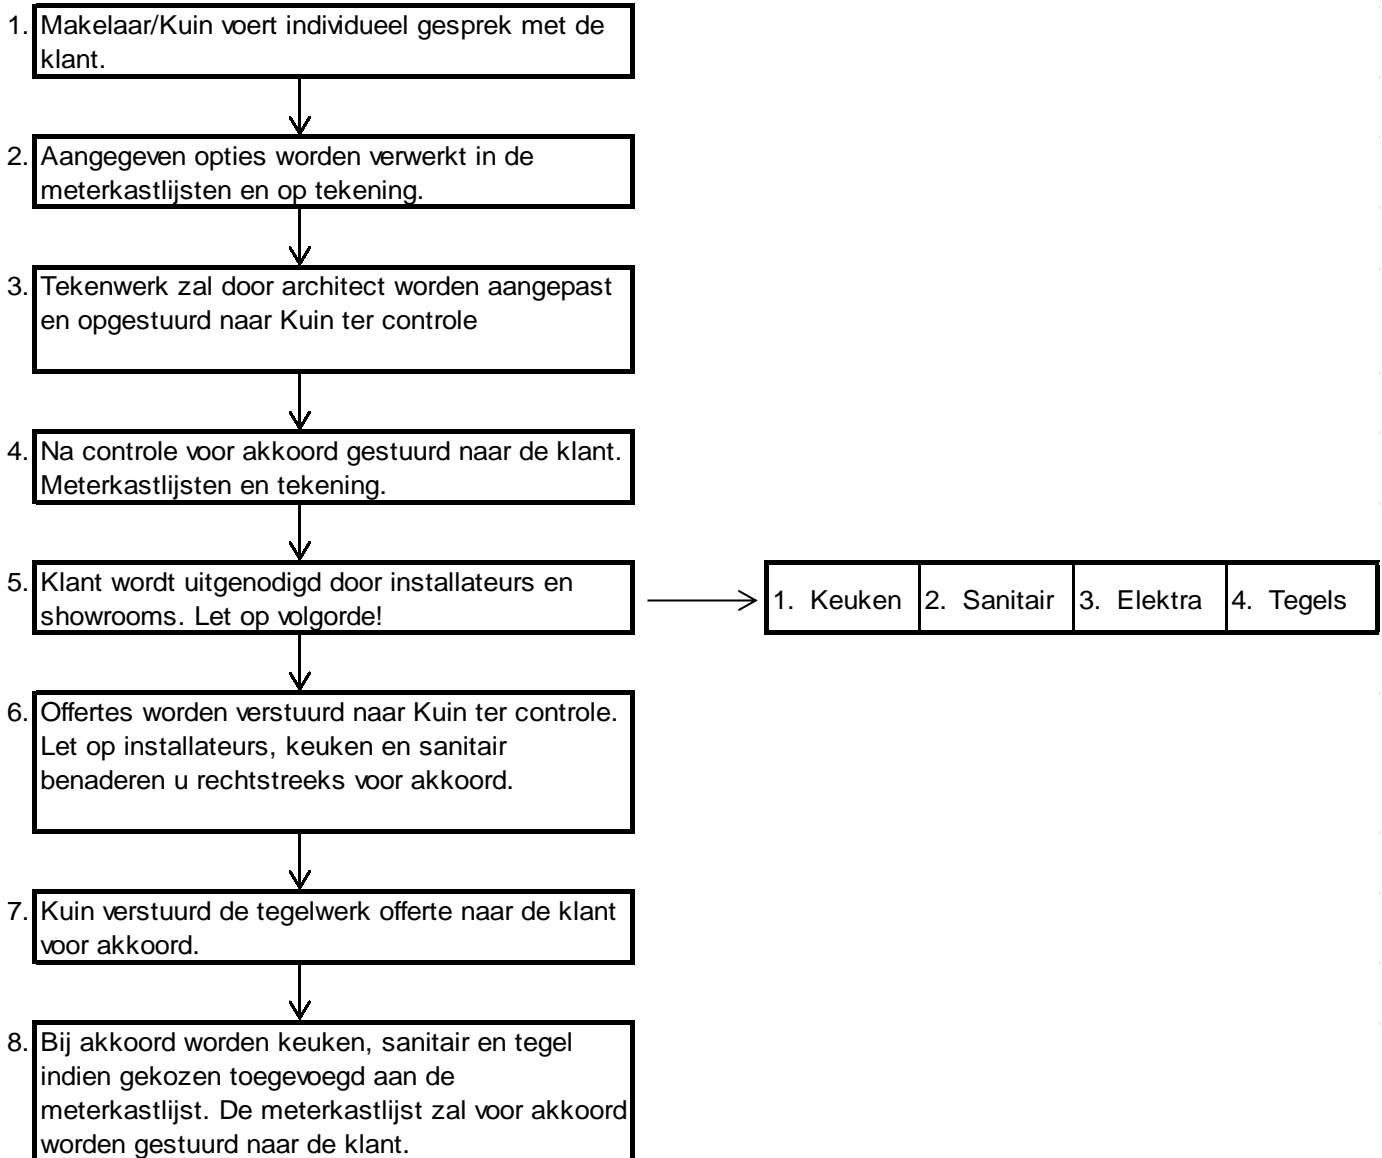 1. Makelaar/Kuin voert individueel gesprek met de
klant.
2. Aangegeven opties worden verwerkt in de
meterkastlijsten en op tekening.
3. Tekenwerk zal door architect worden aangepast
en opgestuurd naar Kuin ter controle
4. Na controle voor akkoord gestuurd naar de klant.
Meterkastlijsten en tekening.
5. Klant wordt uitgenodigd door installateurs en
showrooms. Let op volgorde!
1. Keuken 2. Sanitair 3. Elektra 4. Tegels
6. Offertes worden verstuurd naar Kuin ter controle.
Let op installateurs, keuken en sanitair
benaderen u rechtstreeks voor akkoord.
7. Kuin verstuurd de tegelwerk offerte naar de klant
voor akkoord.
8. Bij akkoord worden keuken, sanitair en tegel
indien gekozen toegevoegd aan de
meterkastlijst. De meterkastlijst zal voor akkoord
worden gestuurd naar de klant.